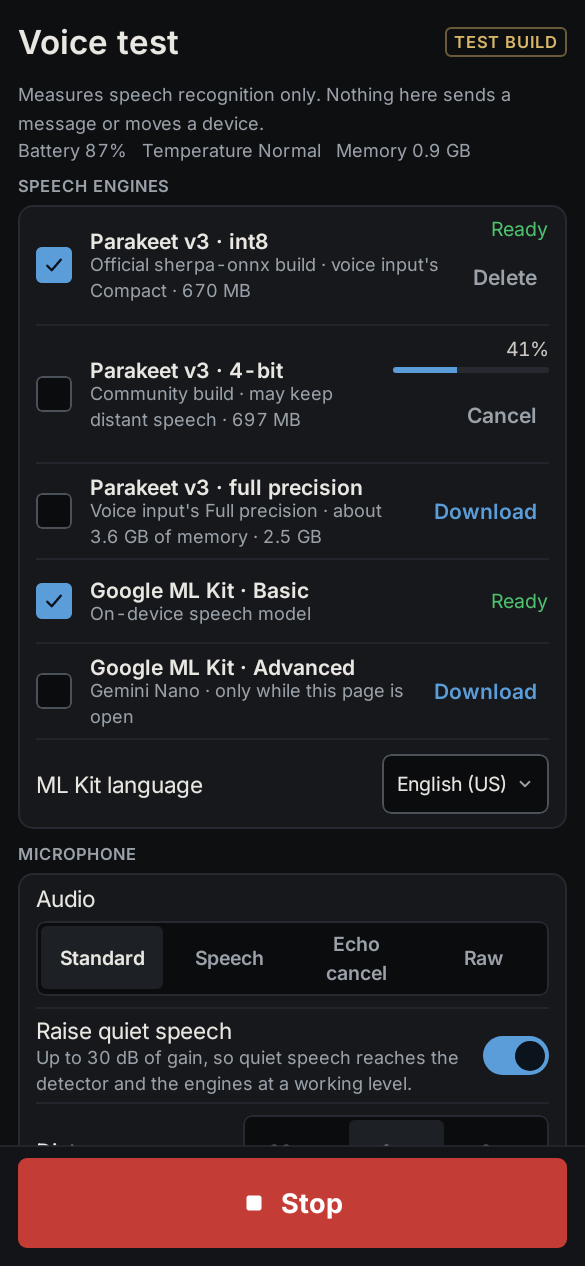 Voice test
TEST BUILD
Measures speech recognition only. Nothing here sends a
message or moves a device.
Battery 87% Temperature Normal Memory 0.9 GB
SPEECH ENGINES
Parakeet v3 · int8
Official sherpa-onnx build · voice input's
Compact · 670 MB
Ready
Delete
Parakeet v3 · 4-bit
Community build · may keep
distant speech · 697 MB
41%
Cancel
Parakeet v3 · full precision
Voice input's Full precision · about
3.6 GB of memory · 2.5 GB
Download
Google ML Kit · Basic
On-device speech model
Ready
Google ML Kit · Advanced
Gemini Nano · only while this page is
open
Download
ML Kit language
English (US)
MICROPHONE
Audio
Standard
Speech
Echo
cancel
Raw
Raise quiet speech
Up to 30 dB of gain, so quiet speech reaches the
detector and the engines at a working level.
Stop